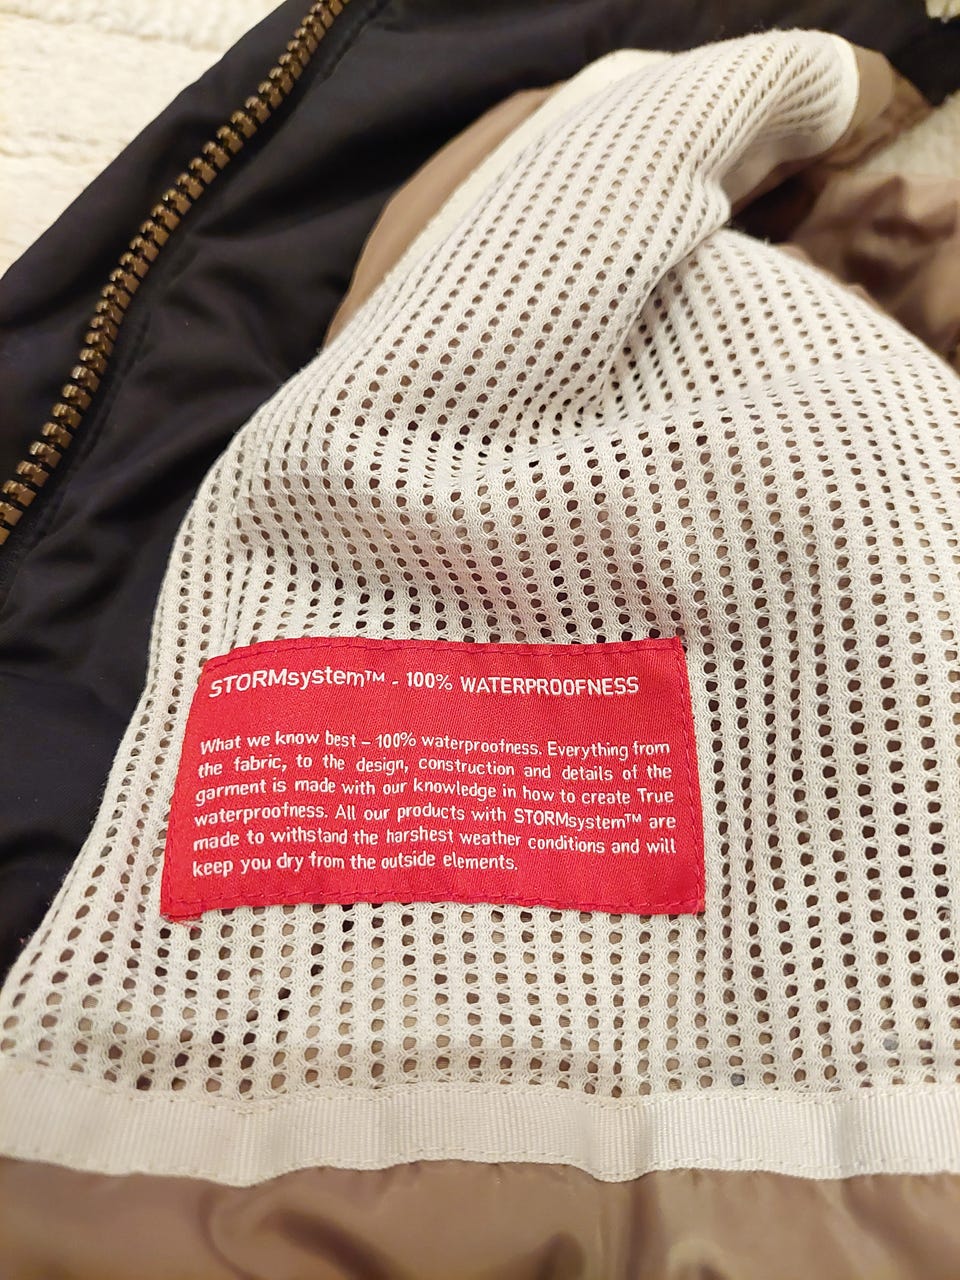 STORMsystem™ - 100% WATERPROOFNESS
What we know best – 100% waterproofness. Everything from
the fabric, to the design, construction and details of the
garment is made with our knowledge in how to create True
waterproofness. All our products with STORMsystem™ are
made to withstand the harshest weather conditions and will
keep you dry from the outside elements.